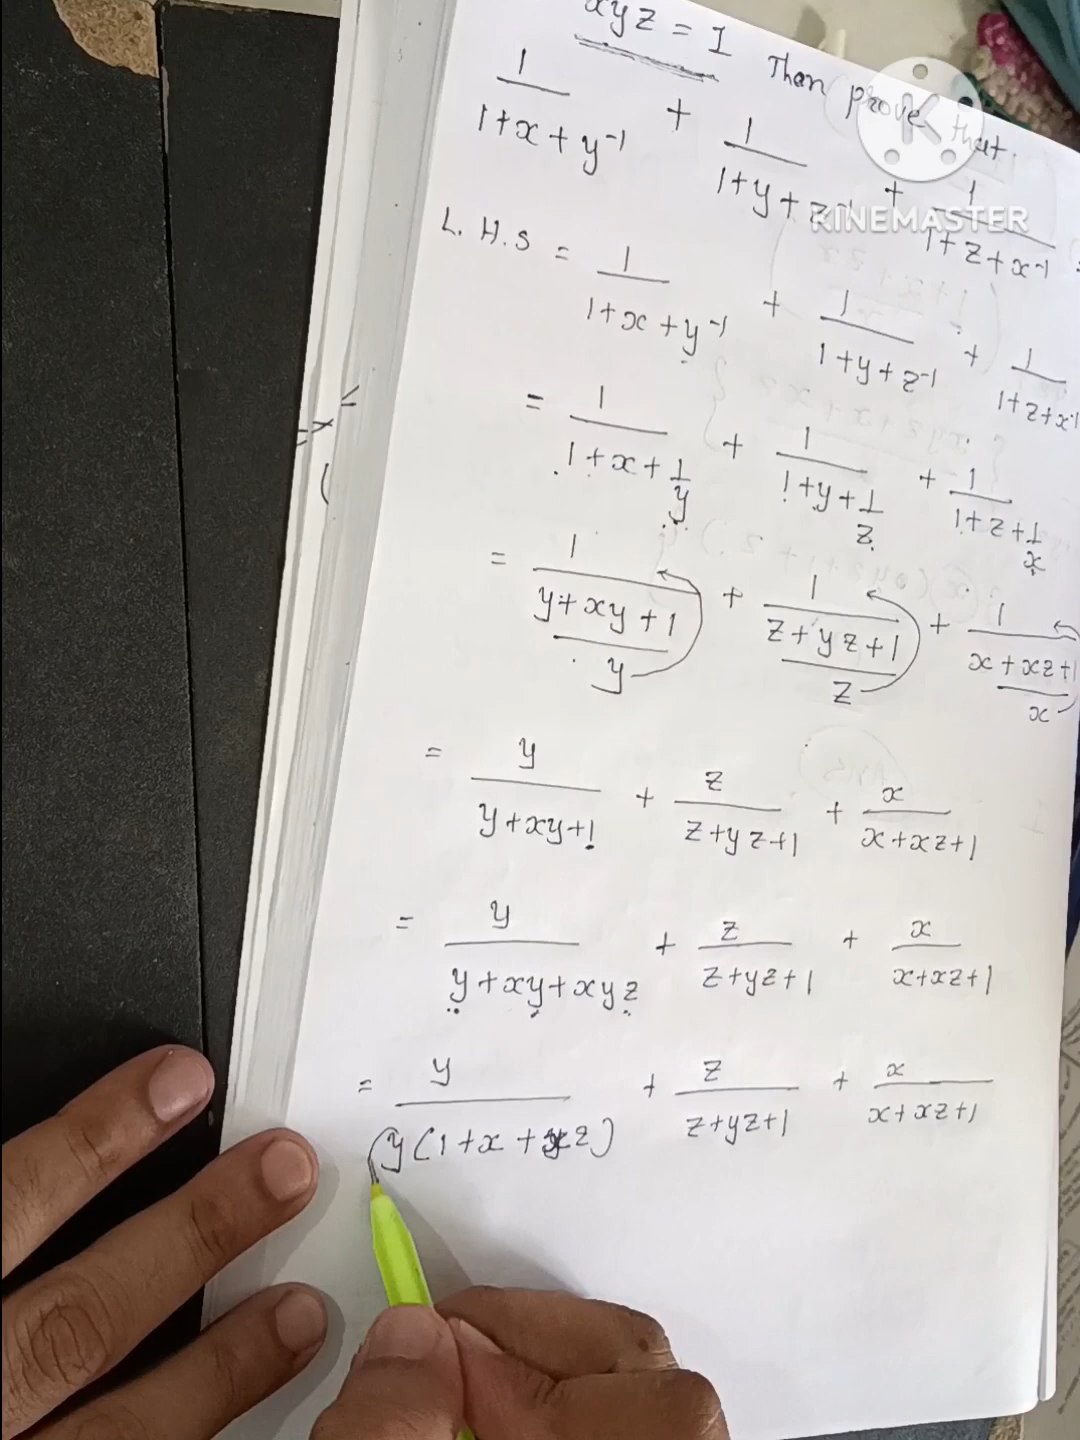 xyz = 1 Then prove that.
1/(1+x+y⁻¹) + 1/(1+y+z⁻¹) + 1/(1+z+x⁻¹) =
KINEMASTER
L.H.S = 1/(1+x+y⁻¹) + 1/(1+y+z⁻¹) + 1/(1+z+x⁻¹)
= 1/(1+x+1/y) + 1/(1+y+1/z) + 1/(1+z+1/x)
= 1/((y+xy+1)/y) + 1/((z+yz+1)/z) + 1/((x+xz+1)/x)
= y/(y+xy+1) + z/(z+yz+1) + x/(x+xz+1)
= y/(y+xy+xyz) + z/(z+yz+1) + x/(x+xz+1)
= y/(y(1+x+xz)) + z/(z+yz+1) + x/(x+xz+1)